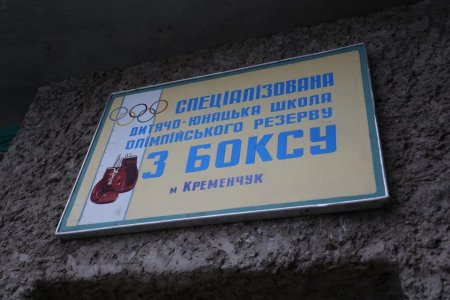 СПЕЦІАЛІЗОВАНА
ДИТЯЧО-ЮНАЦЬКА ШКОЛА
ОЛІМПІЙСЬКОГО РЕЗЕРВУ
З БОКСУ
м КРЕМЕНЧУК